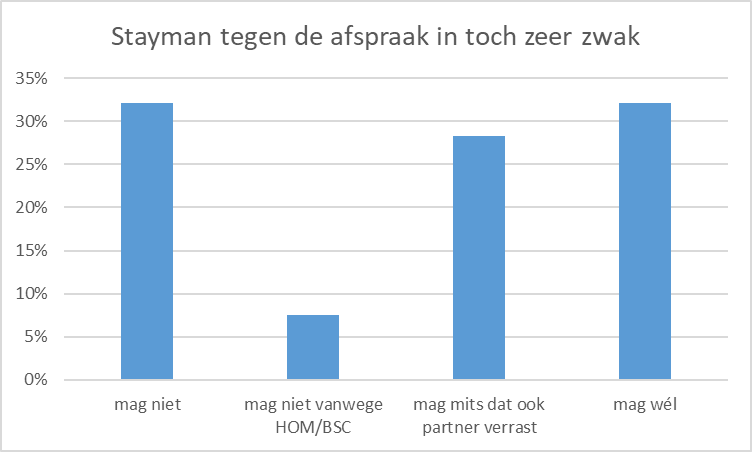 Stayman tegen de afspraak in toch zeer zwak
35%
30%
25%
20%
15%
10%
5%
0%
mag niet
mag niet vanwege
HOM/BSC
mag mits dat ook
partner verrast
mag wél